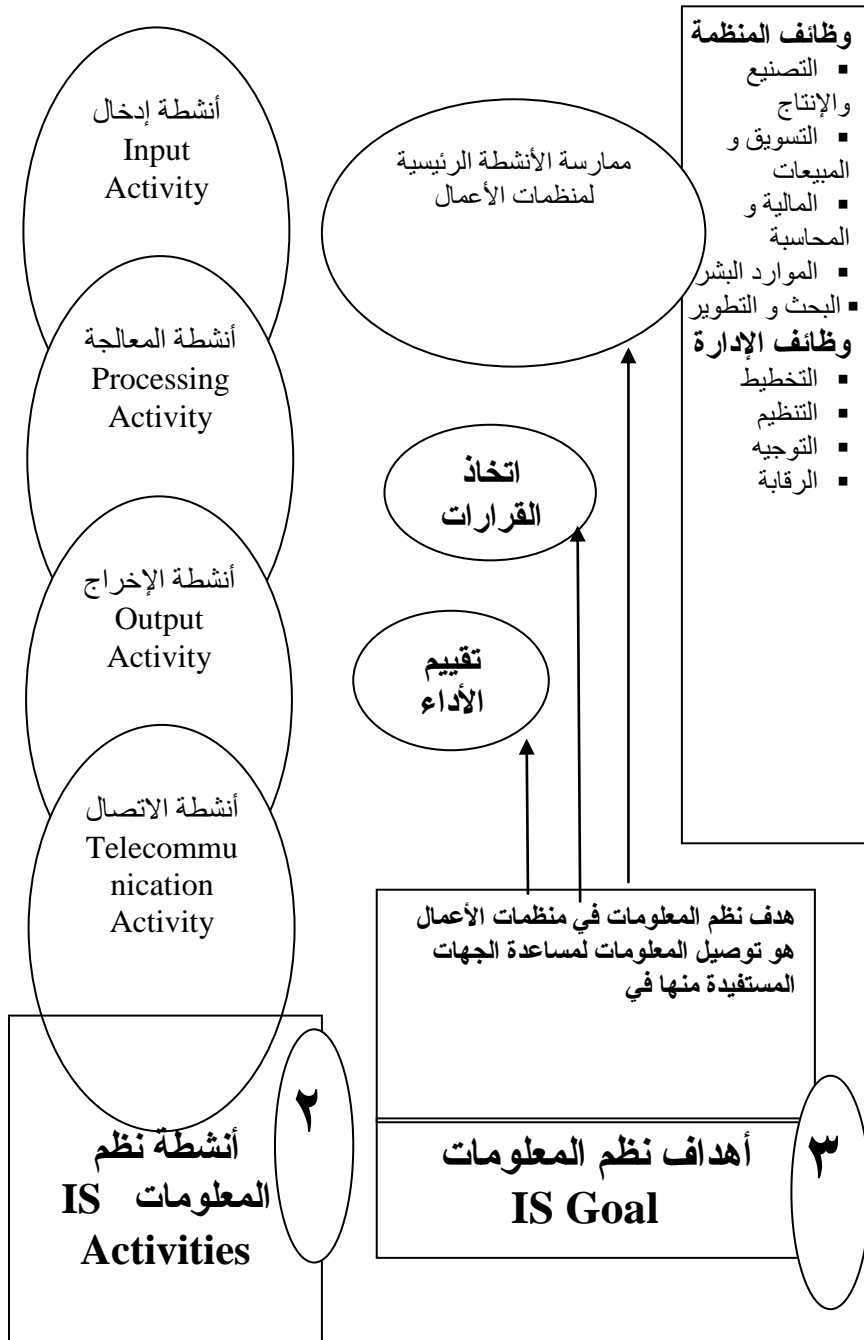 وظائف المنظمة
▪ التصنيع
والإنتاج
▪ التسويق و
المبيعات
▪ المالية و
المحاسبة
▪ الموارد البشر
▪ البحث و التطوير
وظائف الإدارة
▪ التخطيط
▪ التنظيم
▪ التوجيه
▪ الرقابة
ممارسة الأنشطة الرئيسية
لمنظمات الأعمال
اتخاذ
القرارات
تقييم
الأداء
هدف نظم المعلومات في منظمات الأعمال
هو توصيل المعلومات لمساعدة الجهات
المستفيدة منها في
٣
أهداف نظم المعلومات
IS Goal
أنشطة إدخال
Input
Activity
أنشطة المعالجة
Processing
Activity
أنشطة الإخراج
Output
Activity
أنشطة الاتصال
Telecommu
nication
Activity
٢
أنشطة نظم
المعلومات IS
Activities